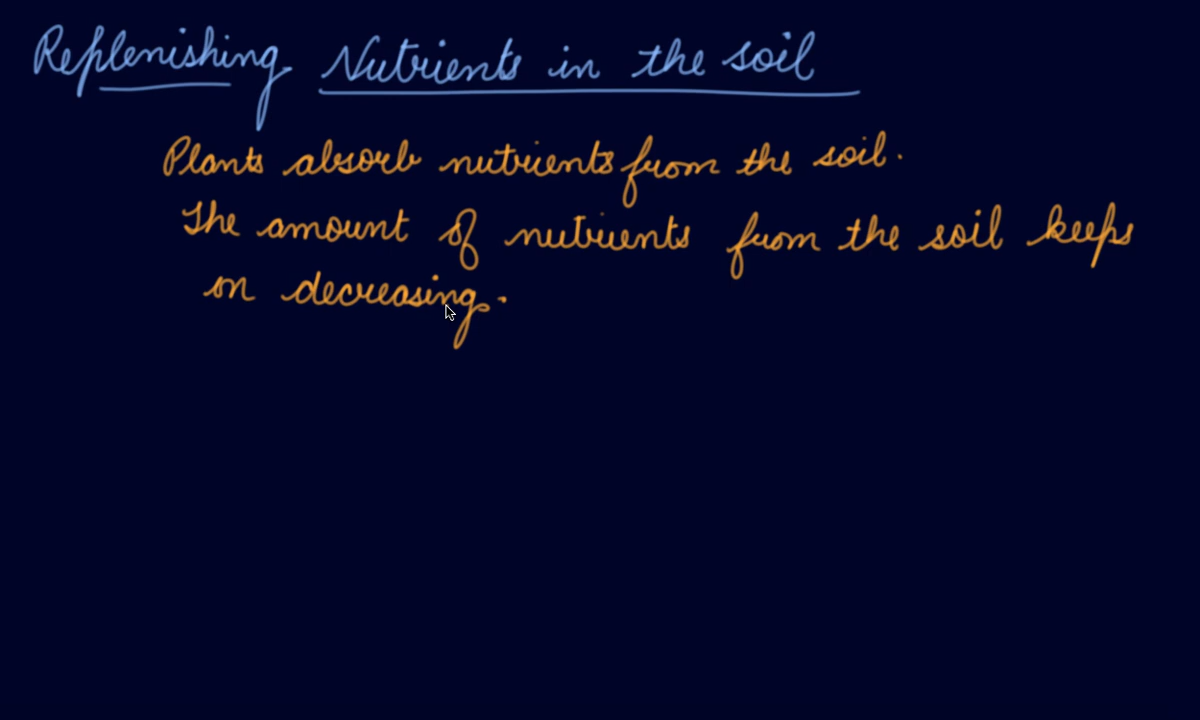 Replenishing Nutrients in the soil
Plants absorb nutrients from the soil.
The amount of nutrients from the soil keeps
on decreasing.